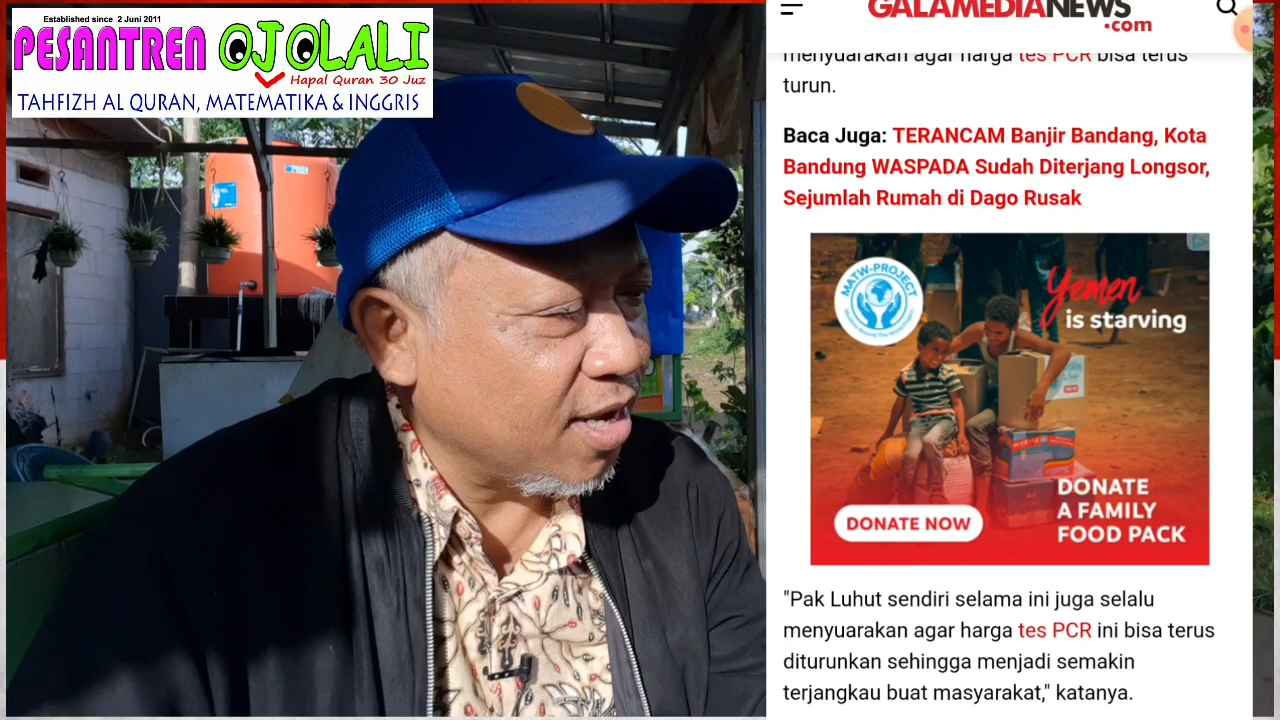 Established since 2 Juni 2011
PESANTREN OJOLALI
Hapal Quran 30 Juz
TAHFIZH AL QURAN, MATEMATIKA & INGGRIS
GALAMEDIANEWS
.com
menyuarakan agar harga tes PCR bisa terus
turun.
Baca Juga: TERANCAM Banjir Bandang, Kota
Bandung WASPADA Sudah Diterjang Longsor,
Sejumlah Rumah di Dago Rusak
MATW-PROJECT
Yemen
is starving
DONATE
A FAMILY
FOOD PACK
DONATE NOW
"Pak Luhut sendiri selama ini juga selalu
menyuarakan agar harga tes PCR ini bisa terus
diturunkan sehingga menjadi semakin
terjangkau buat masyarakat," katanya.